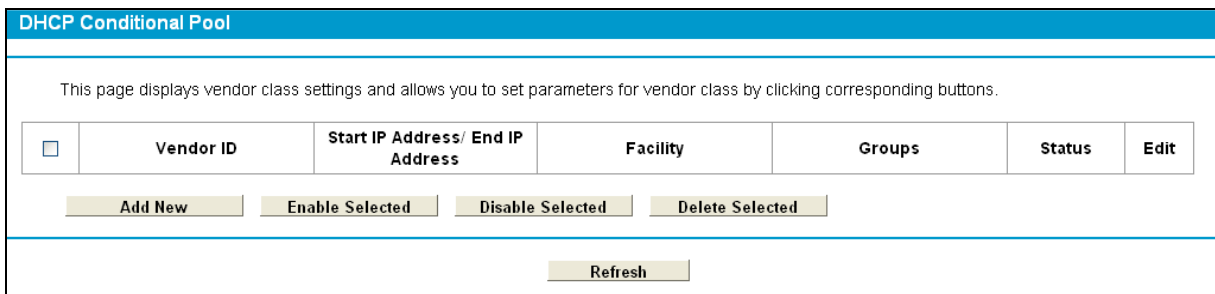 DHCP Conditional Pool
This page displays vendor class settings and allows you to set parameters for vendor class by clicking corresponding buttons.
Vendor ID
Start IP Address/ End IP
Address
Facility
Groups
Status
Edit
Add New
Enable Selected
Disable Selected
Delete Selected
Refresh